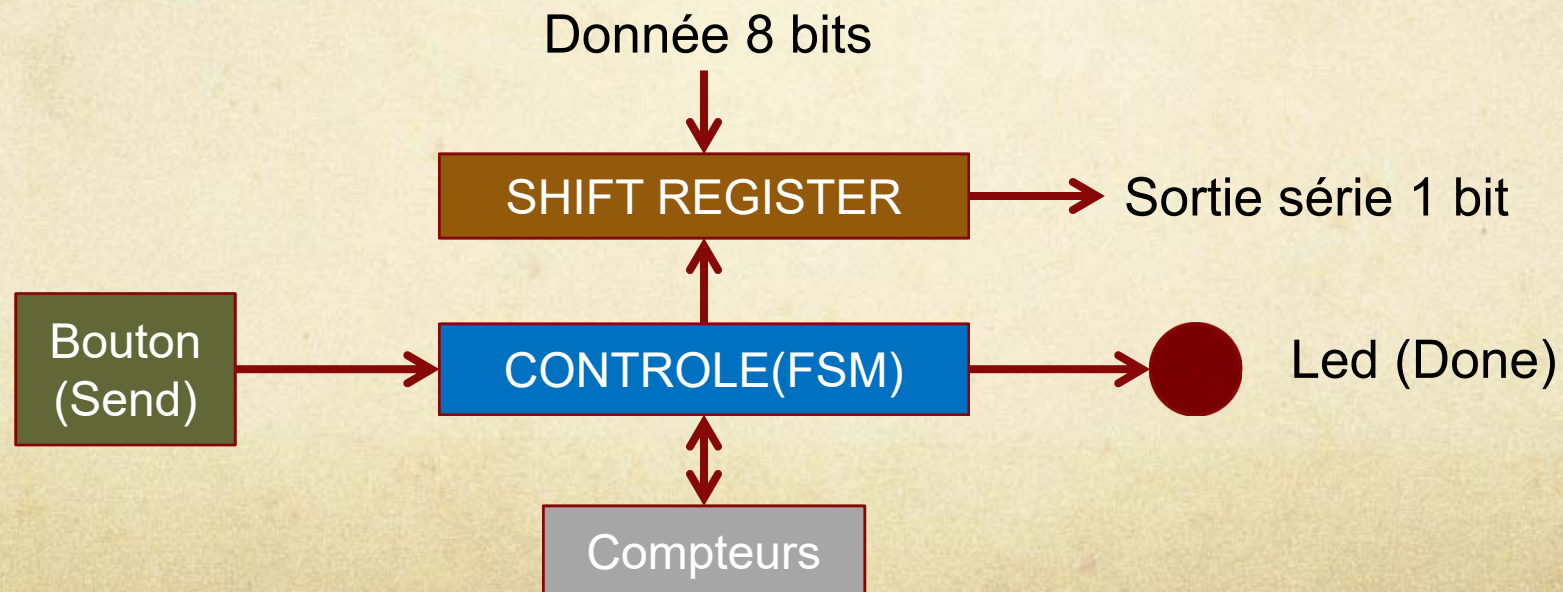 Donnée 8 bits
SHIFT REGISTER
Sortie série 1 bit
Bouton
(Send)
CONTROLE(FSM)
Led (Done)
Compteurs